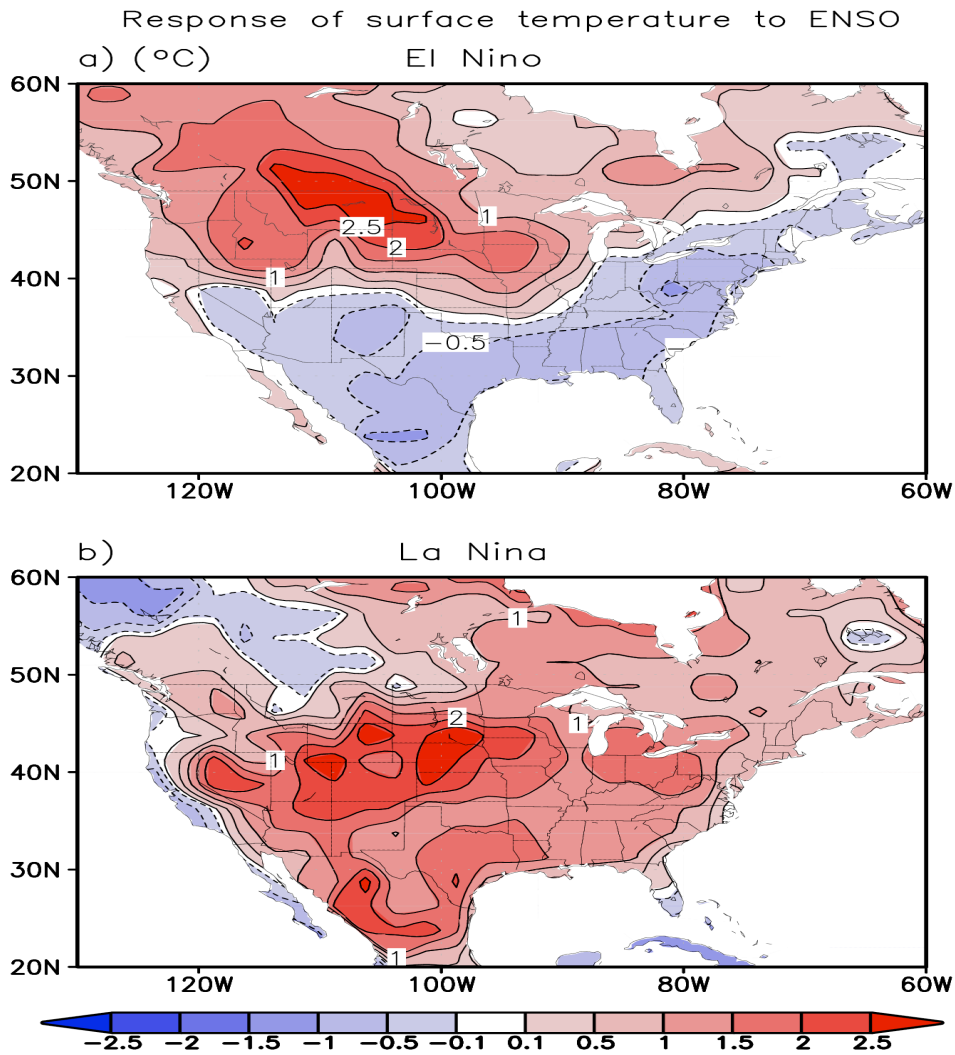 Response of surface temperature to ENSO
a) (ºC) El Nino
60N
50N
40N
30N
20N
1
2.5
2
1
−0.5
120W 100W 80W 60W
b) La Nina
60N
50N
40N
30N
20N
1
2
1
1
1
120W 100W 80W 60W
−2.5 −2 −1.5 −1 −0.5 −0.1 0.1 0.5 1 1.5 2 2.5